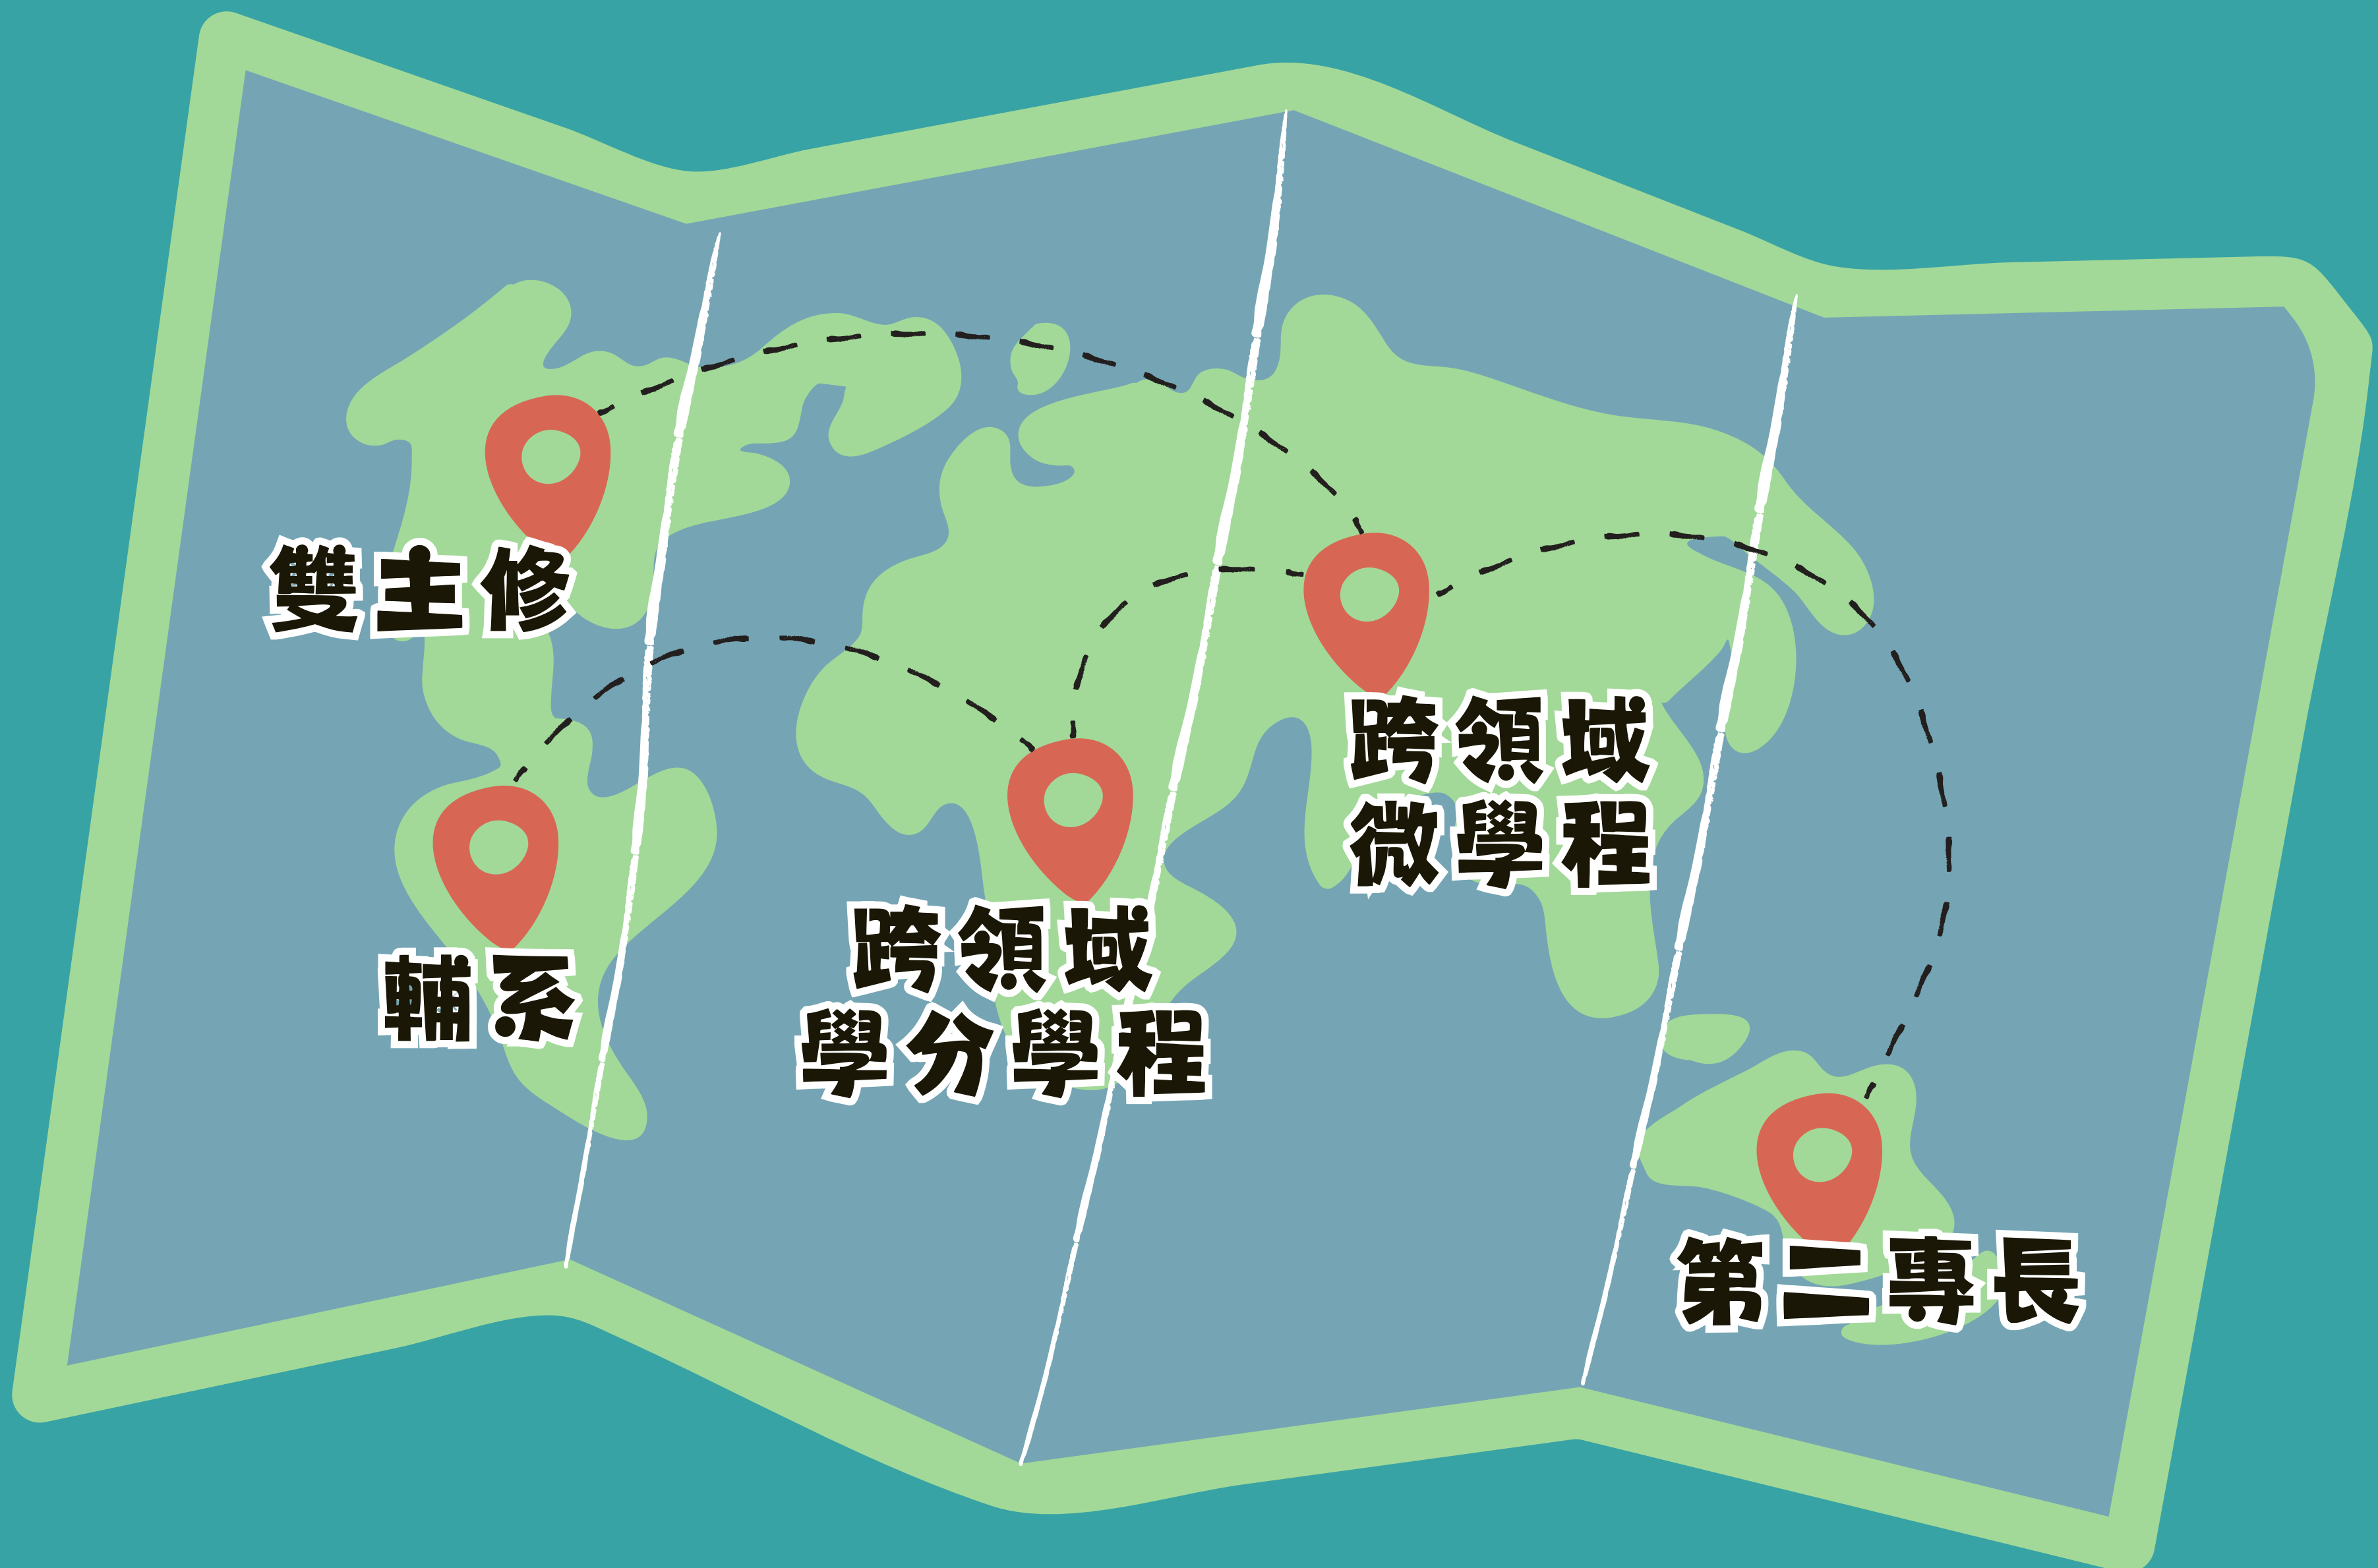 雙主修
跨領域
微學程
輔系
跨領域
學分學程
第二專長